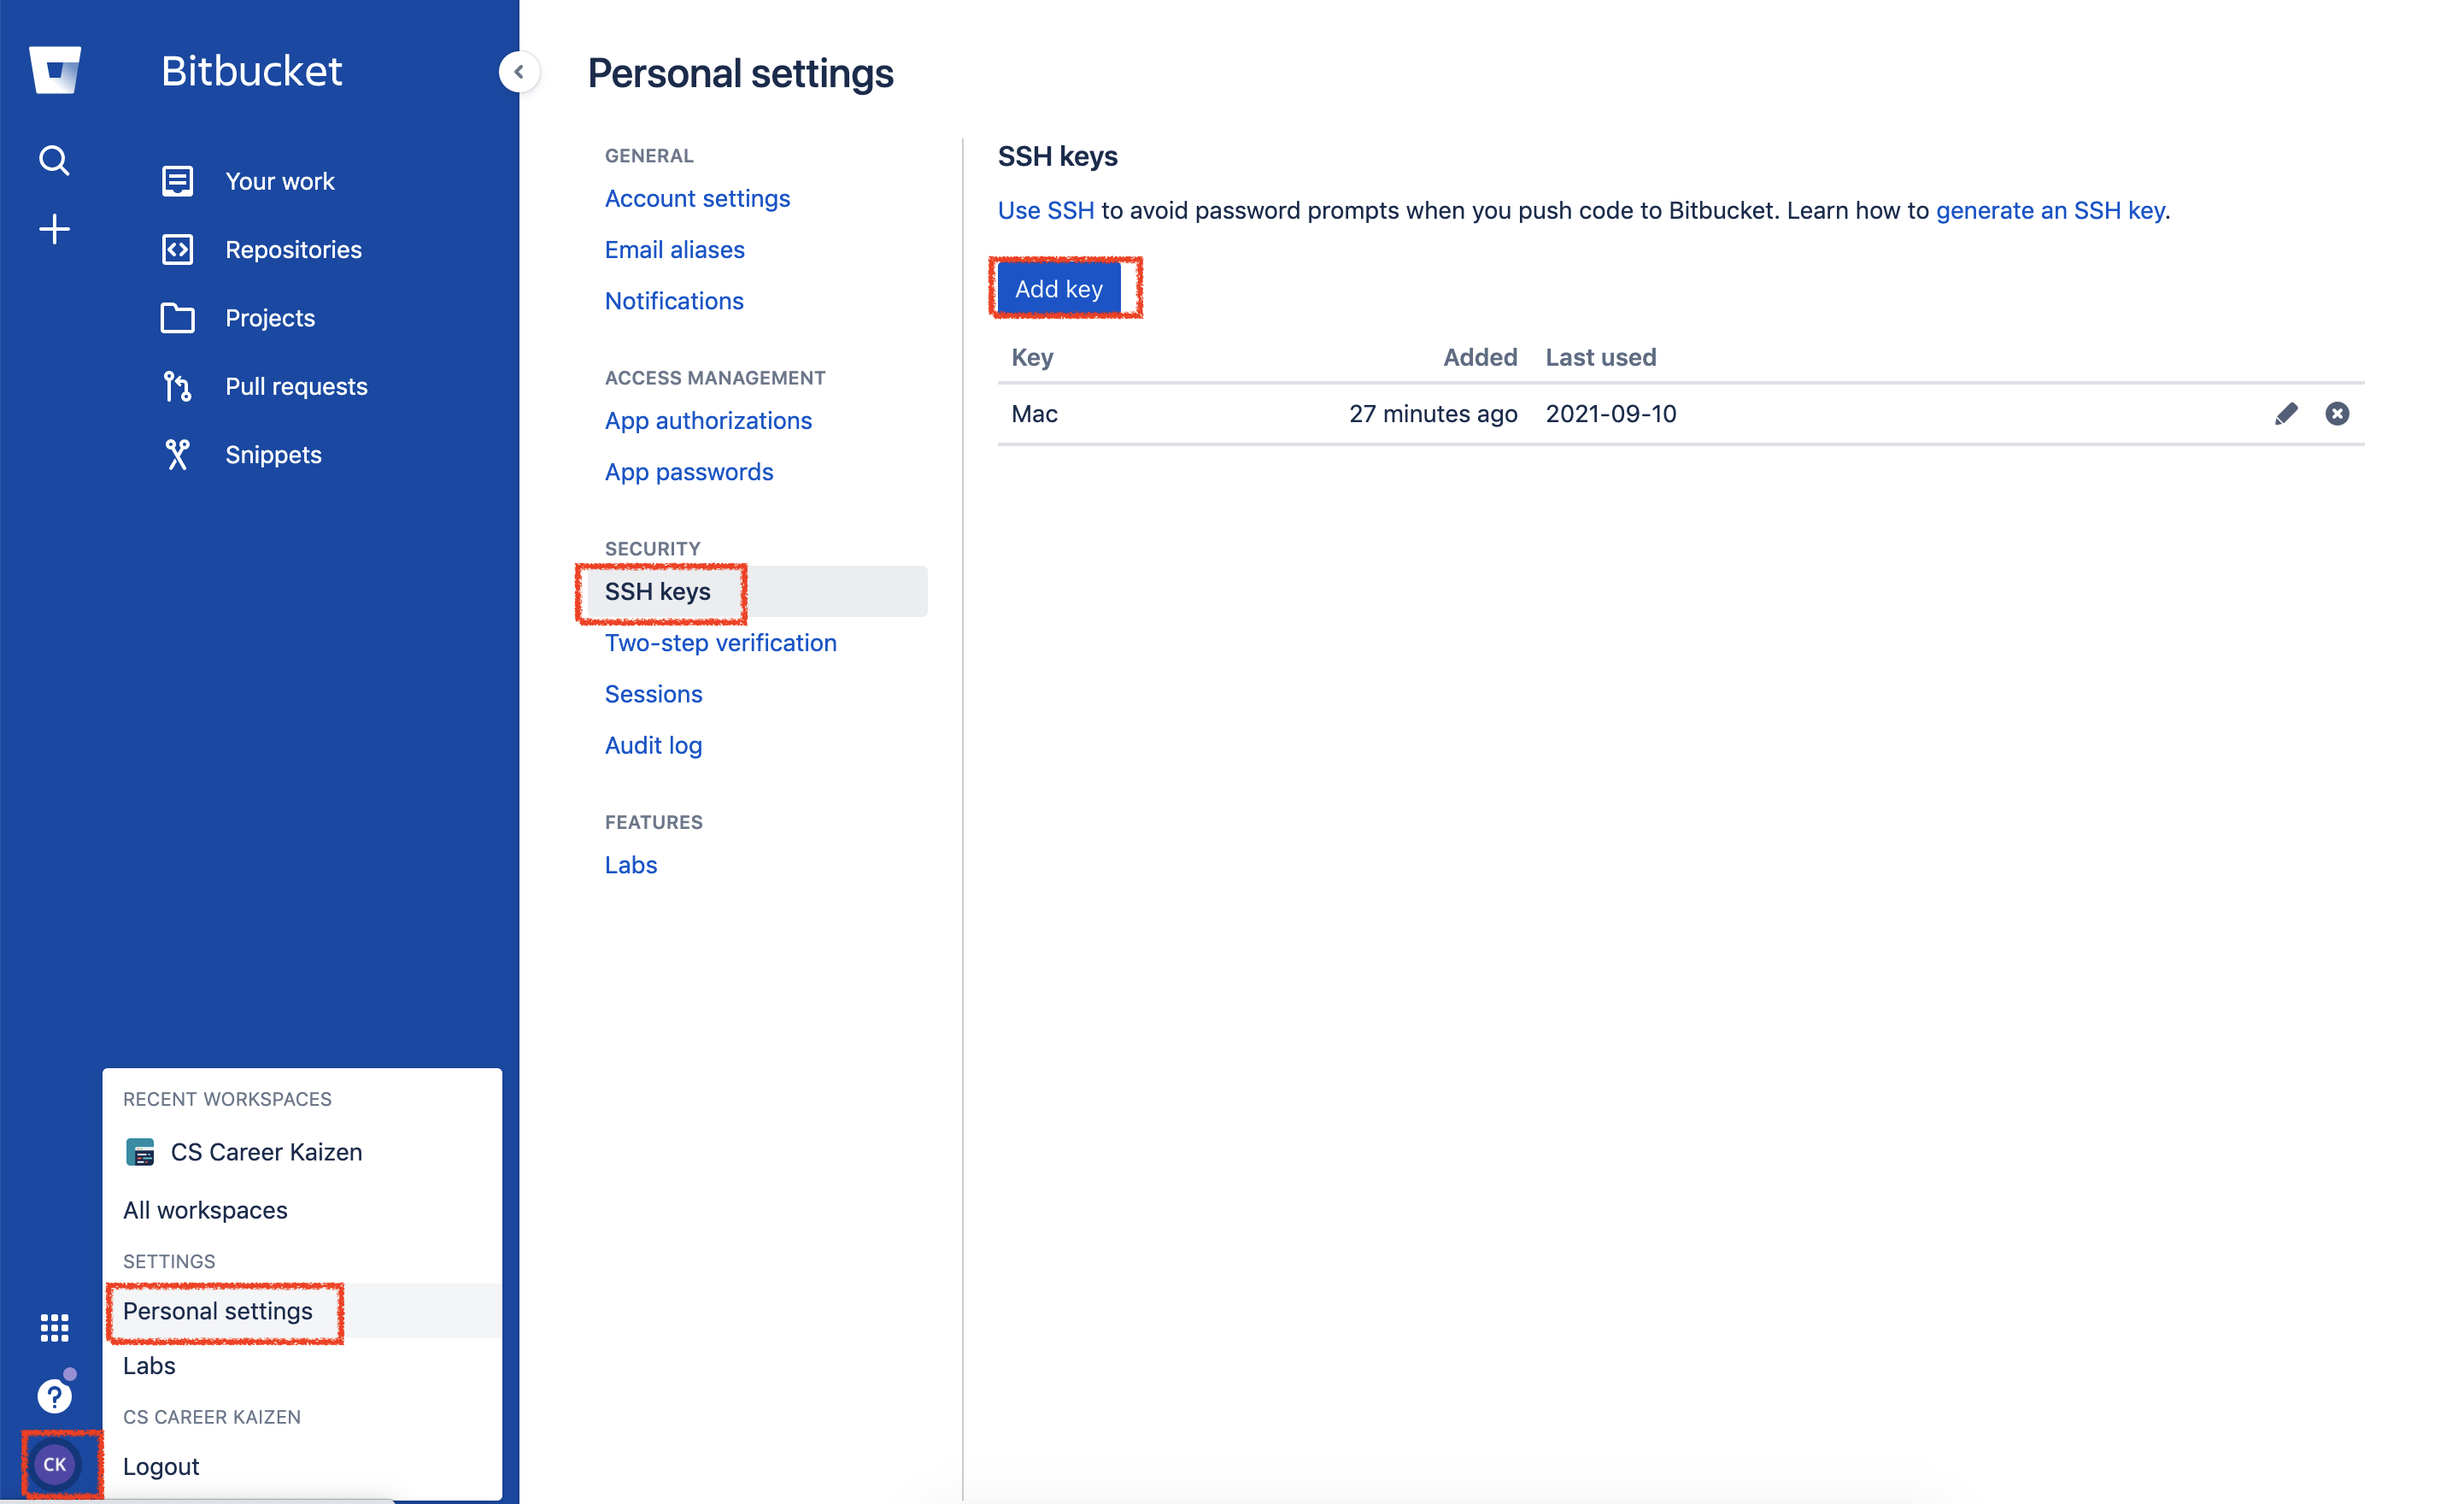 Bitbucket
Your work
Repositories
Projects
Pull requests
Snippets
RECENT WORKSPACES
CS Career Kaizen
All workspaces
SETTINGS
Personal settings
Labs
CS CAREER KAIZEN
Logout
CK
Personal settings
GENERAL
Account settings
Email aliases
Notifications
ACCESS MANAGEMENT
App authorizations
App passwords
SECURITY
SSH keys
Two-step verification
Sessions
Audit log
FEATURES
Labs
SSH keys
Use SSH to avoid password prompts when you push code to Bitbucket. Learn how to generate an SSH key.
Add key
Key Added Last used
Mac 27 minutes ago 2021-09-10